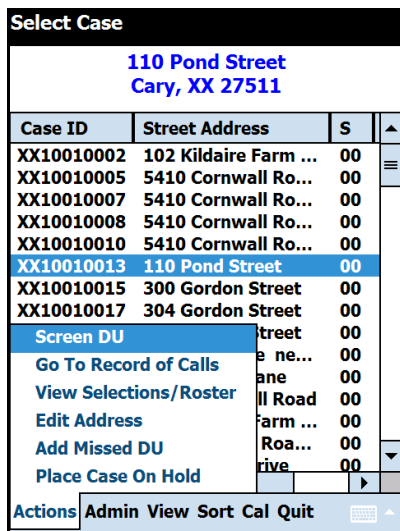 Select Case
110 Pond Street
Cary, XX 27511
Case ID Street Address S
XX10010002 102 Kildaire Farm ... 00
XX10010005 5410 Cornwall Ro... 00
XX10010007 5410 Cornwall Ro... 00
XX10010008 5410 Cornwall Ro... 00
XX10010010 5410 Cornwall Ro... 00
XX10010013 110 Pond Street 00
XX10010015 300 Gordon Street 00
XX10010017 304 Gordon Street 00
Screen DU Street 00
Go To Record of Calls e ne... 00
ane 00
View Selections/Roster ll Road 00
Edit Address Farm ... 00
Add Missed DU Roa... 00
Place Case On Hold rive 00
Actions Admin View Sort Cal Quit